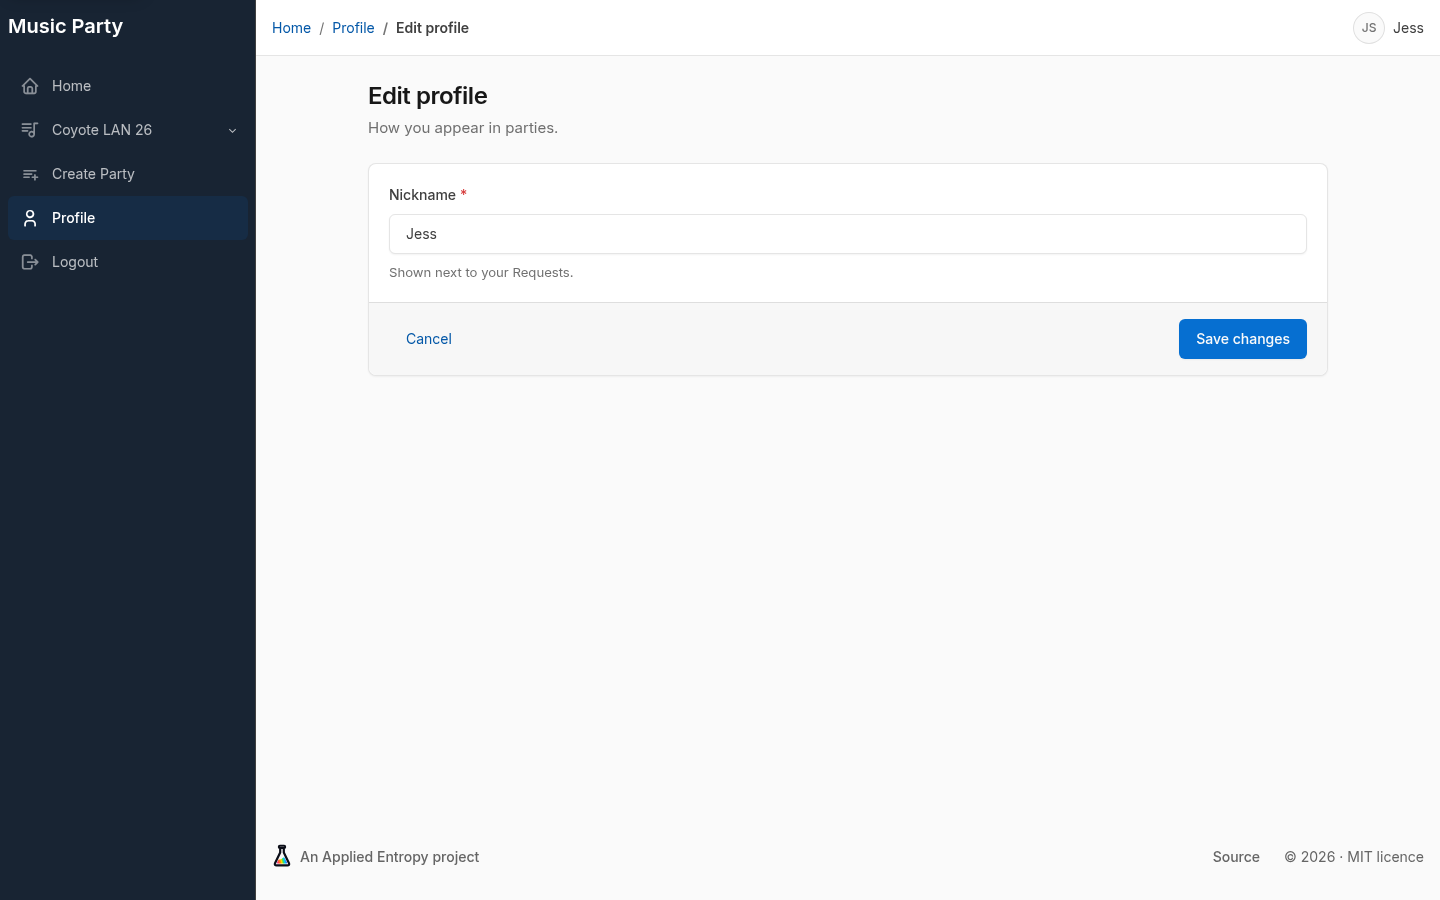 Music Party
Home
Coyote LAN 26
Create Party
Profile
Logout
Home / Profile / Edit profile
JS Jess
Edit profile
How you appear in parties.
Nickname *
Jess
Shown next to your Requests.
Cancel
Save changes
An Applied Entropy project
Source
© 2026 · MIT licence